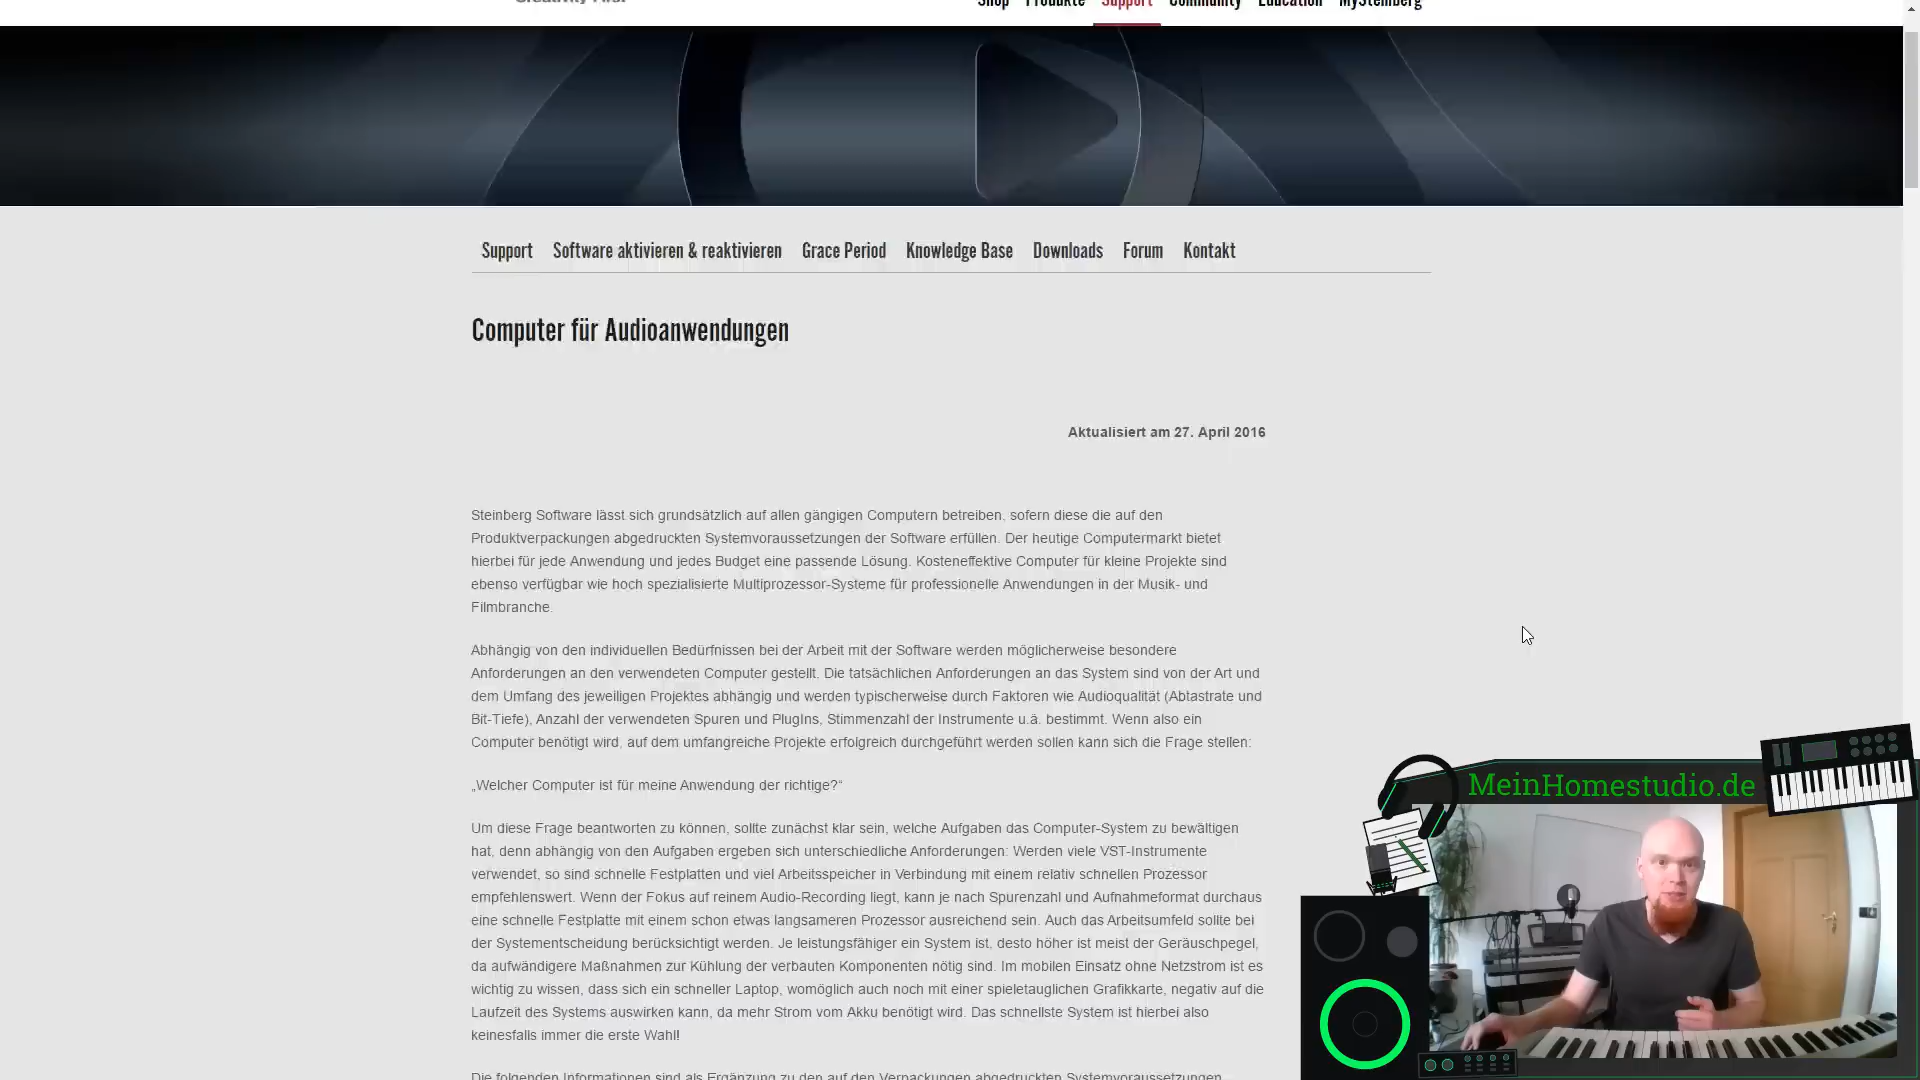 Shop Produkte Support Community Education MySteinberg
Support Software aktivieren & reaktivieren Grace Period Knowledge Base Downloads Forum Kontakt
Computer für Audioanwendungen
Aktualisiert am 27. April 2016
Steinberg Software lässt sich grundsätzlich auf allen gängigen Computern betreiben, sofern diese die auf den
Produktverpackungen abgedruckten Systemvoraussetzungen der Software erfüllen. Der heutige Computermarkt bietet
hierbei für jede Anwendung und jedes Budget eine passende Lösung. Kosteneffektive Computer für kleine Projekte sind
ebenso verfügbar wie hoch spezialisierte Multiprozessor-Systeme für professionelle Anwendungen in der Musik- und
Filmbranche.
Abhängig von den individuellen Bedürfnissen bei der Arbeit mit der Software werden möglicherweise besondere
Anforderungen an den verwendeten Computer gestellt. Die tatsächlichen Anforderungen an das System sind von der Art und
dem Umfang des jeweiligen Projektes abhängig und werden typischerweise durch Faktoren wie Audioqualität (Abtastrate und
Bit-Tiefe), Anzahl der verwendeten Spuren und PlugIns, Stimmenzahl der Instrumente u.ä. bestimmt. Wenn also ein
Computer benötigt wird, auf dem umfangreiche Projekte erfolgreich durchgeführt werden sollen kann sich die Frage stellen:
„Welcher Computer ist für meine Anwendung der richtige?“
Um diese Frage beantworten zu können, sollte zunächst klar sein, welche Aufgaben das Computer-System zu bewältigen
hat, denn abhängig von den Aufgaben ergeben sich unterschiedliche Anforderungen: Werden viele VST-Instrumente
verwendet, so sind schnelle Festplatten und viel Arbeitsspeicher in Verbindung mit einem relativ schnellen Prozessor
empfehlenswert. Wenn der Fokus auf reinem Audio-Recording liegt, kann je nach Spurenzahl und Aufnahmeformat durchaus
eine schnelle Festplatte mit einem schon etwas langsameren Prozessor ausreichend sein. Auch das Arbeitsumfeld sollte bei
der Systementscheidung berücksichtigt werden. Je leistungsfähiger ein System ist, desto höher ist meist der Geräuschpegel,
da aufwändigere Maßnahmen zur Kühlung der verbauten Komponenten nötig sind. Im mobilen Einsatz ohne Netzstrom ist es
wichtig zu wissen, dass sich ein schneller Laptop, womöglich auch noch mit einer spieletauglichen Grafikkarte, negativ auf die
Laufzeit des Systems auswirken kann, da mehr Strom vom Akku benötigt wird. Das schnellste System ist hierbei also
keinesfalls immer die erste Wahl!
Die folgenden Informationen sind als Ergänzung zu den auf den Verpackungen abgedruckten Systemvoraussetzungen
MeinHomestudio.de